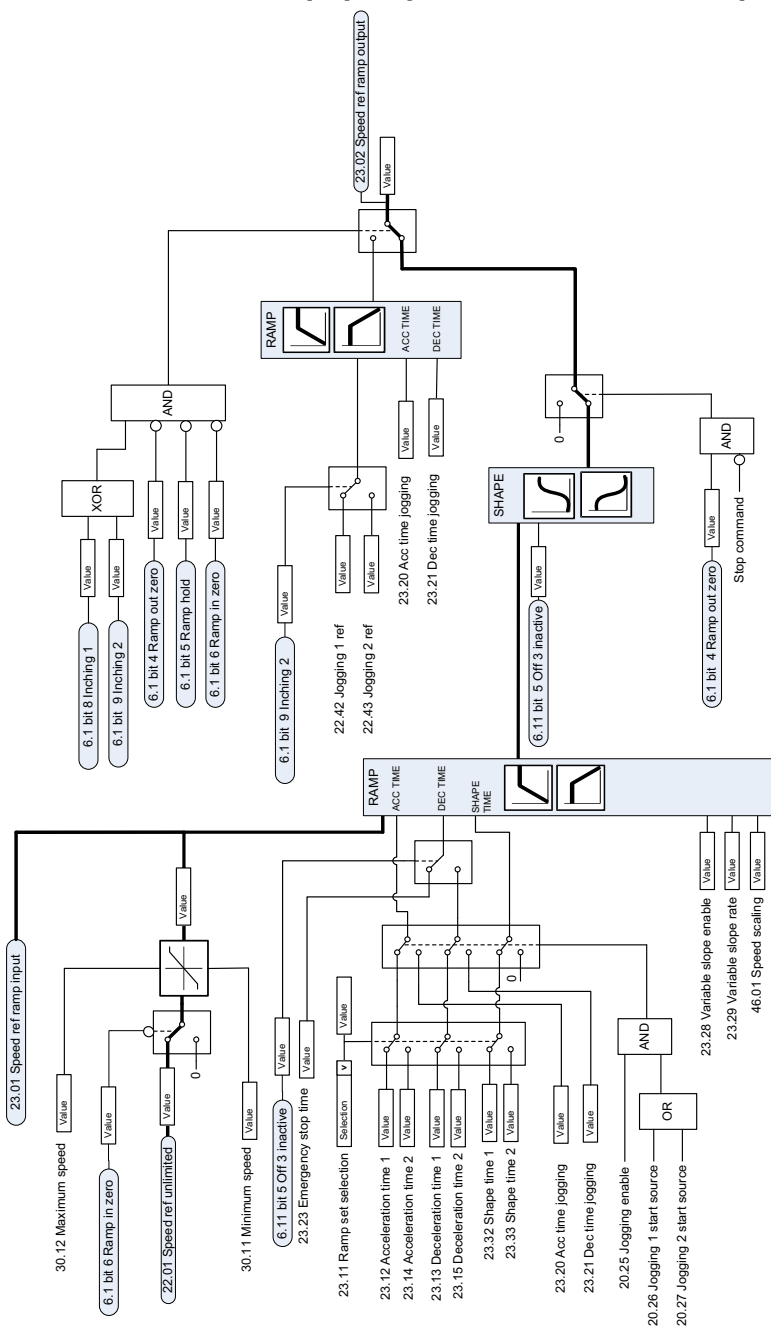 23.01 Speed ref ramp input
30.12 Maximum speed
6.1 bit 6 Ramp in zero
Value
22.01 Speed ref unlimited
Value
0
Value
30.11 Minimum speed
Value
Value
6.11 bit 5 Off 3 inactive
Value
23.23 Emergency stop time
Value
23.11 Ramp set selection
Selection
v
Value
23.12 Acceleration time 1
Value
23.14 Acceleration time 2
Value
23.13 Deceleration time 1
Value
23.15 Deceleration time 2
Value
23.32 Shape time 1
Value
23.33 Shape time 2
Value
0
23.20 Acc time jogging
Value
23.21 Dec time jogging
Value
20.25 Jogging enable
20.26 Jogging 1 start source
20.27 Jogging 2 start source
OR
AND
23.28 Variable slope enable
Value
23.29 Variable slope rate
Value
46.01 Speed scaling
Value
RAMP
ACC TIME
DEC TIME
SHAPE
TIME
6.1 bit 8 Inching 1
Value
6.1 bit 9 Inching 2
Value
XOR
6.1 bit 4 Ramp out zero
Value
6.1 bit 5 Ramp hold
Value
6.1 bit 6 Ramp in zero
Value
AND
6.1 bit 9 Inching 2
Value
22.42 Jogging 1 ref
Value
22.43 Jogging 2 ref
Value
23.20 Acc time jogging
Value
23.21 Dec time jogging
Value
RAMP
ACC TIME
DEC TIME
6.11 bit 5 Off 3 inactive
Value
SHAPE
0
6.1 bit 4 Ramp out zero
Value
Stop command
AND
23.02 Speed ref ramp output
Value